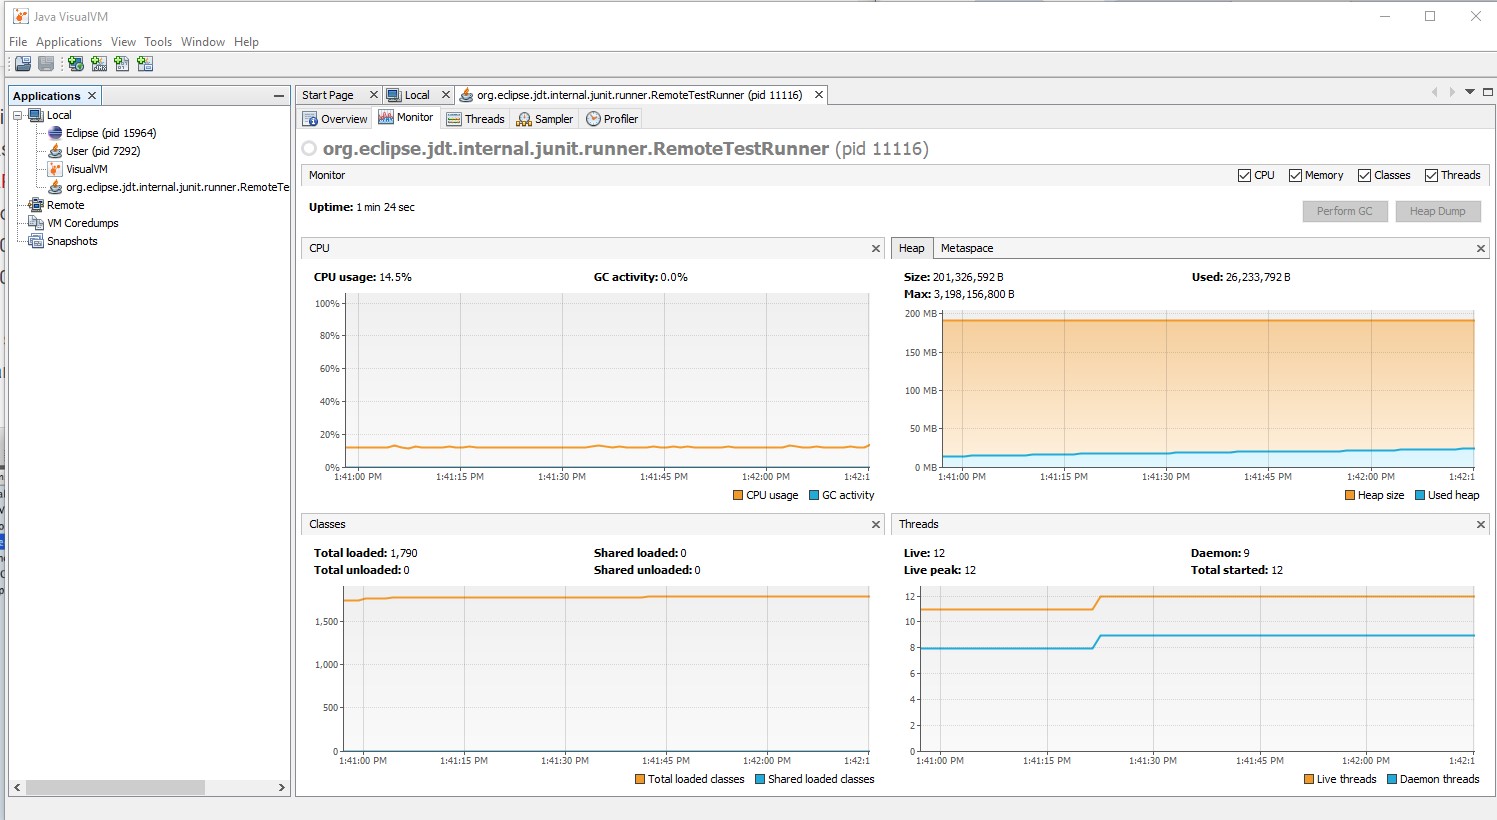 Java VisualVM
File Applications View Tools Window Help
Applications
Local
Eclipse (pid 15964)
User (pid 7292)
VisualVM
org.eclipse.jdt.internal.junit.runner.RemoteTe
Remote
VM Coredumps
Snapshots
Start Page Local org.eclipse.jdt.internal.junit.runner.RemoteTestRunner (pid 11116)
Overview Monitor Threads Sampler Profiler
org.eclipse.jdt.internal.junit.runner.RemoteTestRunner (pid 11116)
Monitor CPU Memory Classes Threads
Uptime: 1 min 24 sec
Perform GC Heap Dump
CPU
CPU usage: 14.5% GC activity: 0.0%
100%
80%
60%
40%
20%
0%
1:41:00 PM 1:41:15 PM 1:41:30 PM 1:41:45 PM 1:42:00 PM 1:42:1
CPU usage GC activity
Heap Metaspace
Size: 201,326,592 B Used: 26,233,792 B
Max: 3,198,156,800 B
200 MB
150 MB
100 MB
50 MB
0 MB
1:41:00 PM 1:41:15 PM 1:41:30 PM 1:41:45 PM 1:42:00 PM 1:42:1
Heap size Used heap
Classes
Total loaded: 1,790 Shared loaded: 0
Total unloaded: 0 Shared unloaded: 0
1,500
1,000
500
0
1:41:00 PM 1:41:15 PM 1:41:30 PM 1:41:45 PM 1:42:00 PM 1:42:1
Total loaded classes Shared loaded classes
Threads
Live: 12 Daemon: 9
Live peak: 12 Total started: 12
12
10
8
6
4
2
0
1:41:00 PM 1:41:15 PM 1:41:30 PM 1:41:45 PM 1:42:00 PM 1:42:1
Live threads Daemon threads